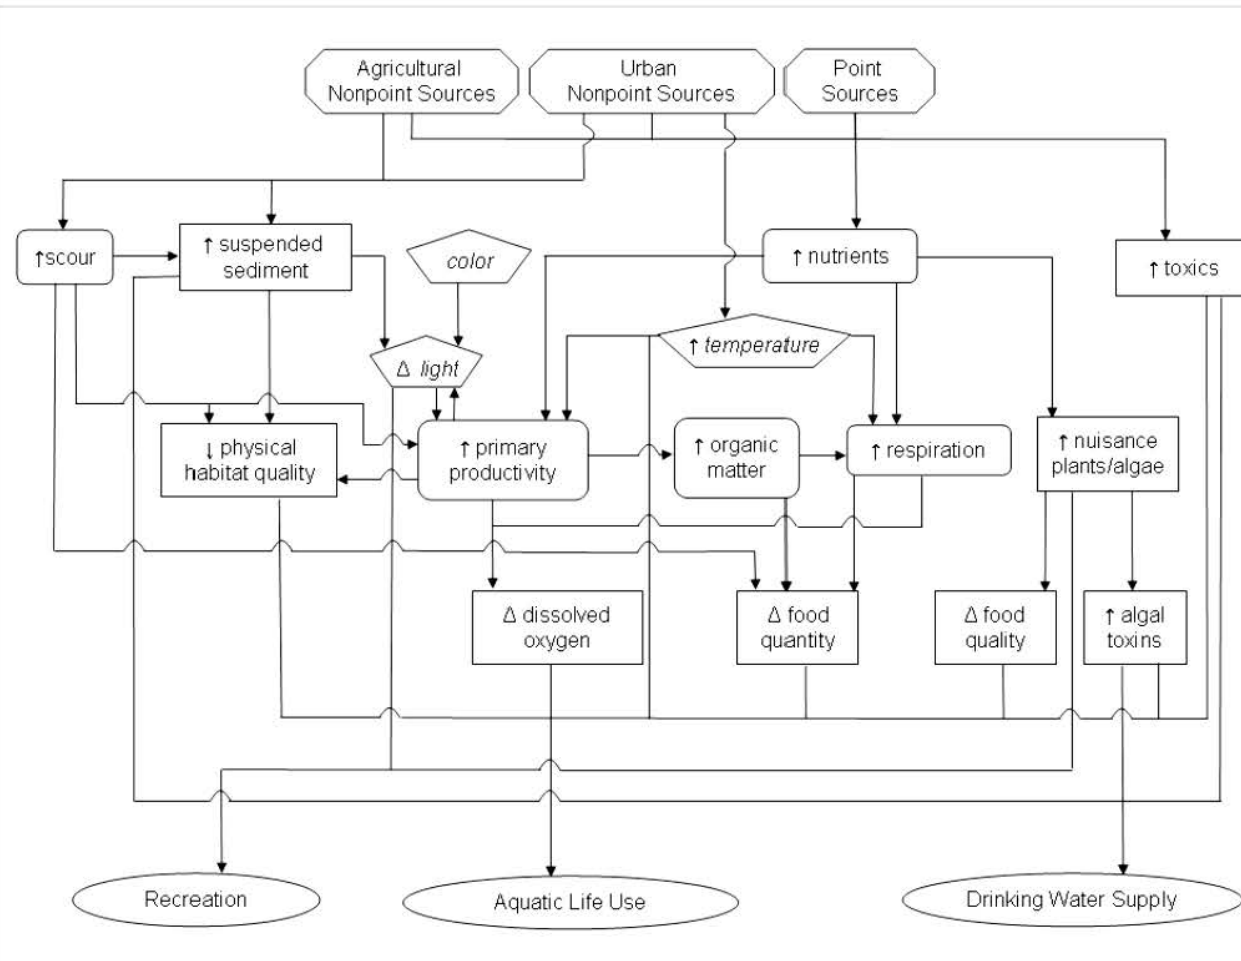 Agricultural
Nonpoint Sources
Urban
Nonpoint Sources
Point
Sources
↑scour
↑ suspended
sediment
color
↑ nutrients
↑ toxics
Δ light
↑ temperature
↓ physical
habitat quality
↑ primary
productivity
↑ organic
matter
↑ respiration
↑ nuisance
plants/algae
Δ dissolved
oxygen
Δ food
quantity
Δ food
quality
↑ algal
toxins
Recreation
Aquatic Life Use
Drinking Water Supply